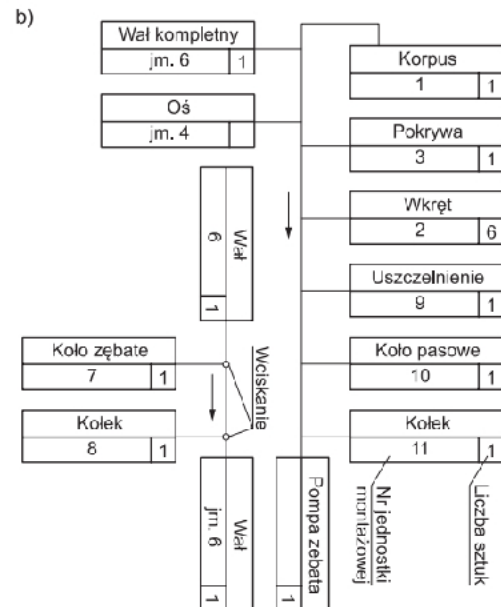 b)
Wał kompletny
jm. 6 1
Korpus
1 1
Oś
jm. 4
Pokrywa
3 1
Wał
6
1
Wkręt
2 6
Uszczelnienie
9 1
Koło zębate
7 1
Wciskanie
Koło pasowe
10 1
Kołek
8 1
Kołek
11 1
Wał
jm. 6
1
Pompa zębata
1
Nr jednostki
montażowej
Liczba sztuk